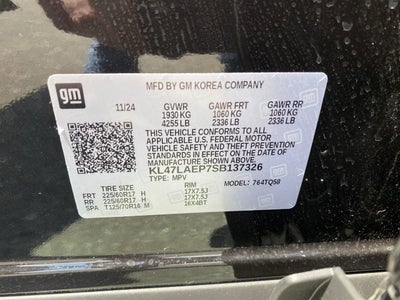 gm
MFD BY GM KOREA COMPANY
11/24 GVWR GAWR FRT GAWR RR
1930 KG 1060 KG 1060 KG
4255 LB 2336 LB 2336 LB
THIS VEHICLE CONFORMS TO ALL
APPLICABLE U.S. FEDERAL MOTOR
VEHICLE SAFETY AND THEFT
PREVENTION STANDARDS IN EFFECT
ON THE DATE OF MANUFACTURE
SHOWN ABOVE.
KL47LAEP7SB137326
TYPE: MPV MODEL: 764TQ58
TIRE SIZE RIM
FRT 225/60R17 H 17X7.5J
RR 225/60R17 H 17X7.5J
SPA T125/70R16 M 16X4BT